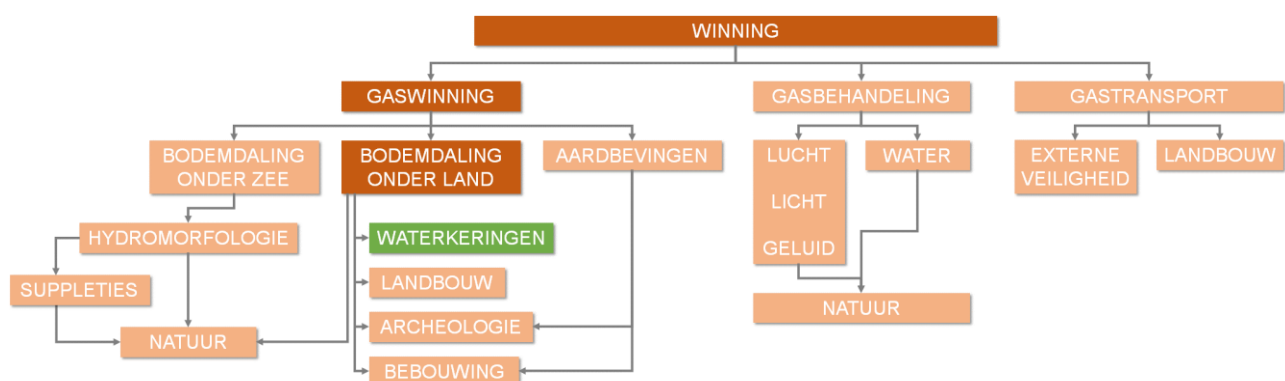 WINNING
GASWINNING
GASBEHANDELING
GASTRANSPORT
BODEMDALING
ONDER ZEE
BODEMDALING
ONDER LAND
AARDBEVINGEN
LUCHT
LICHT
GELUID
WATER
EXTERNE
VEILIGHEID
LANDBOUW
HYDROMORFOLOGIE
WATERKERINGEN
SUPPLETIES
LANDBOUW
NATUUR
ARCHEOLOGIE
NATUUR
BEBOUWING